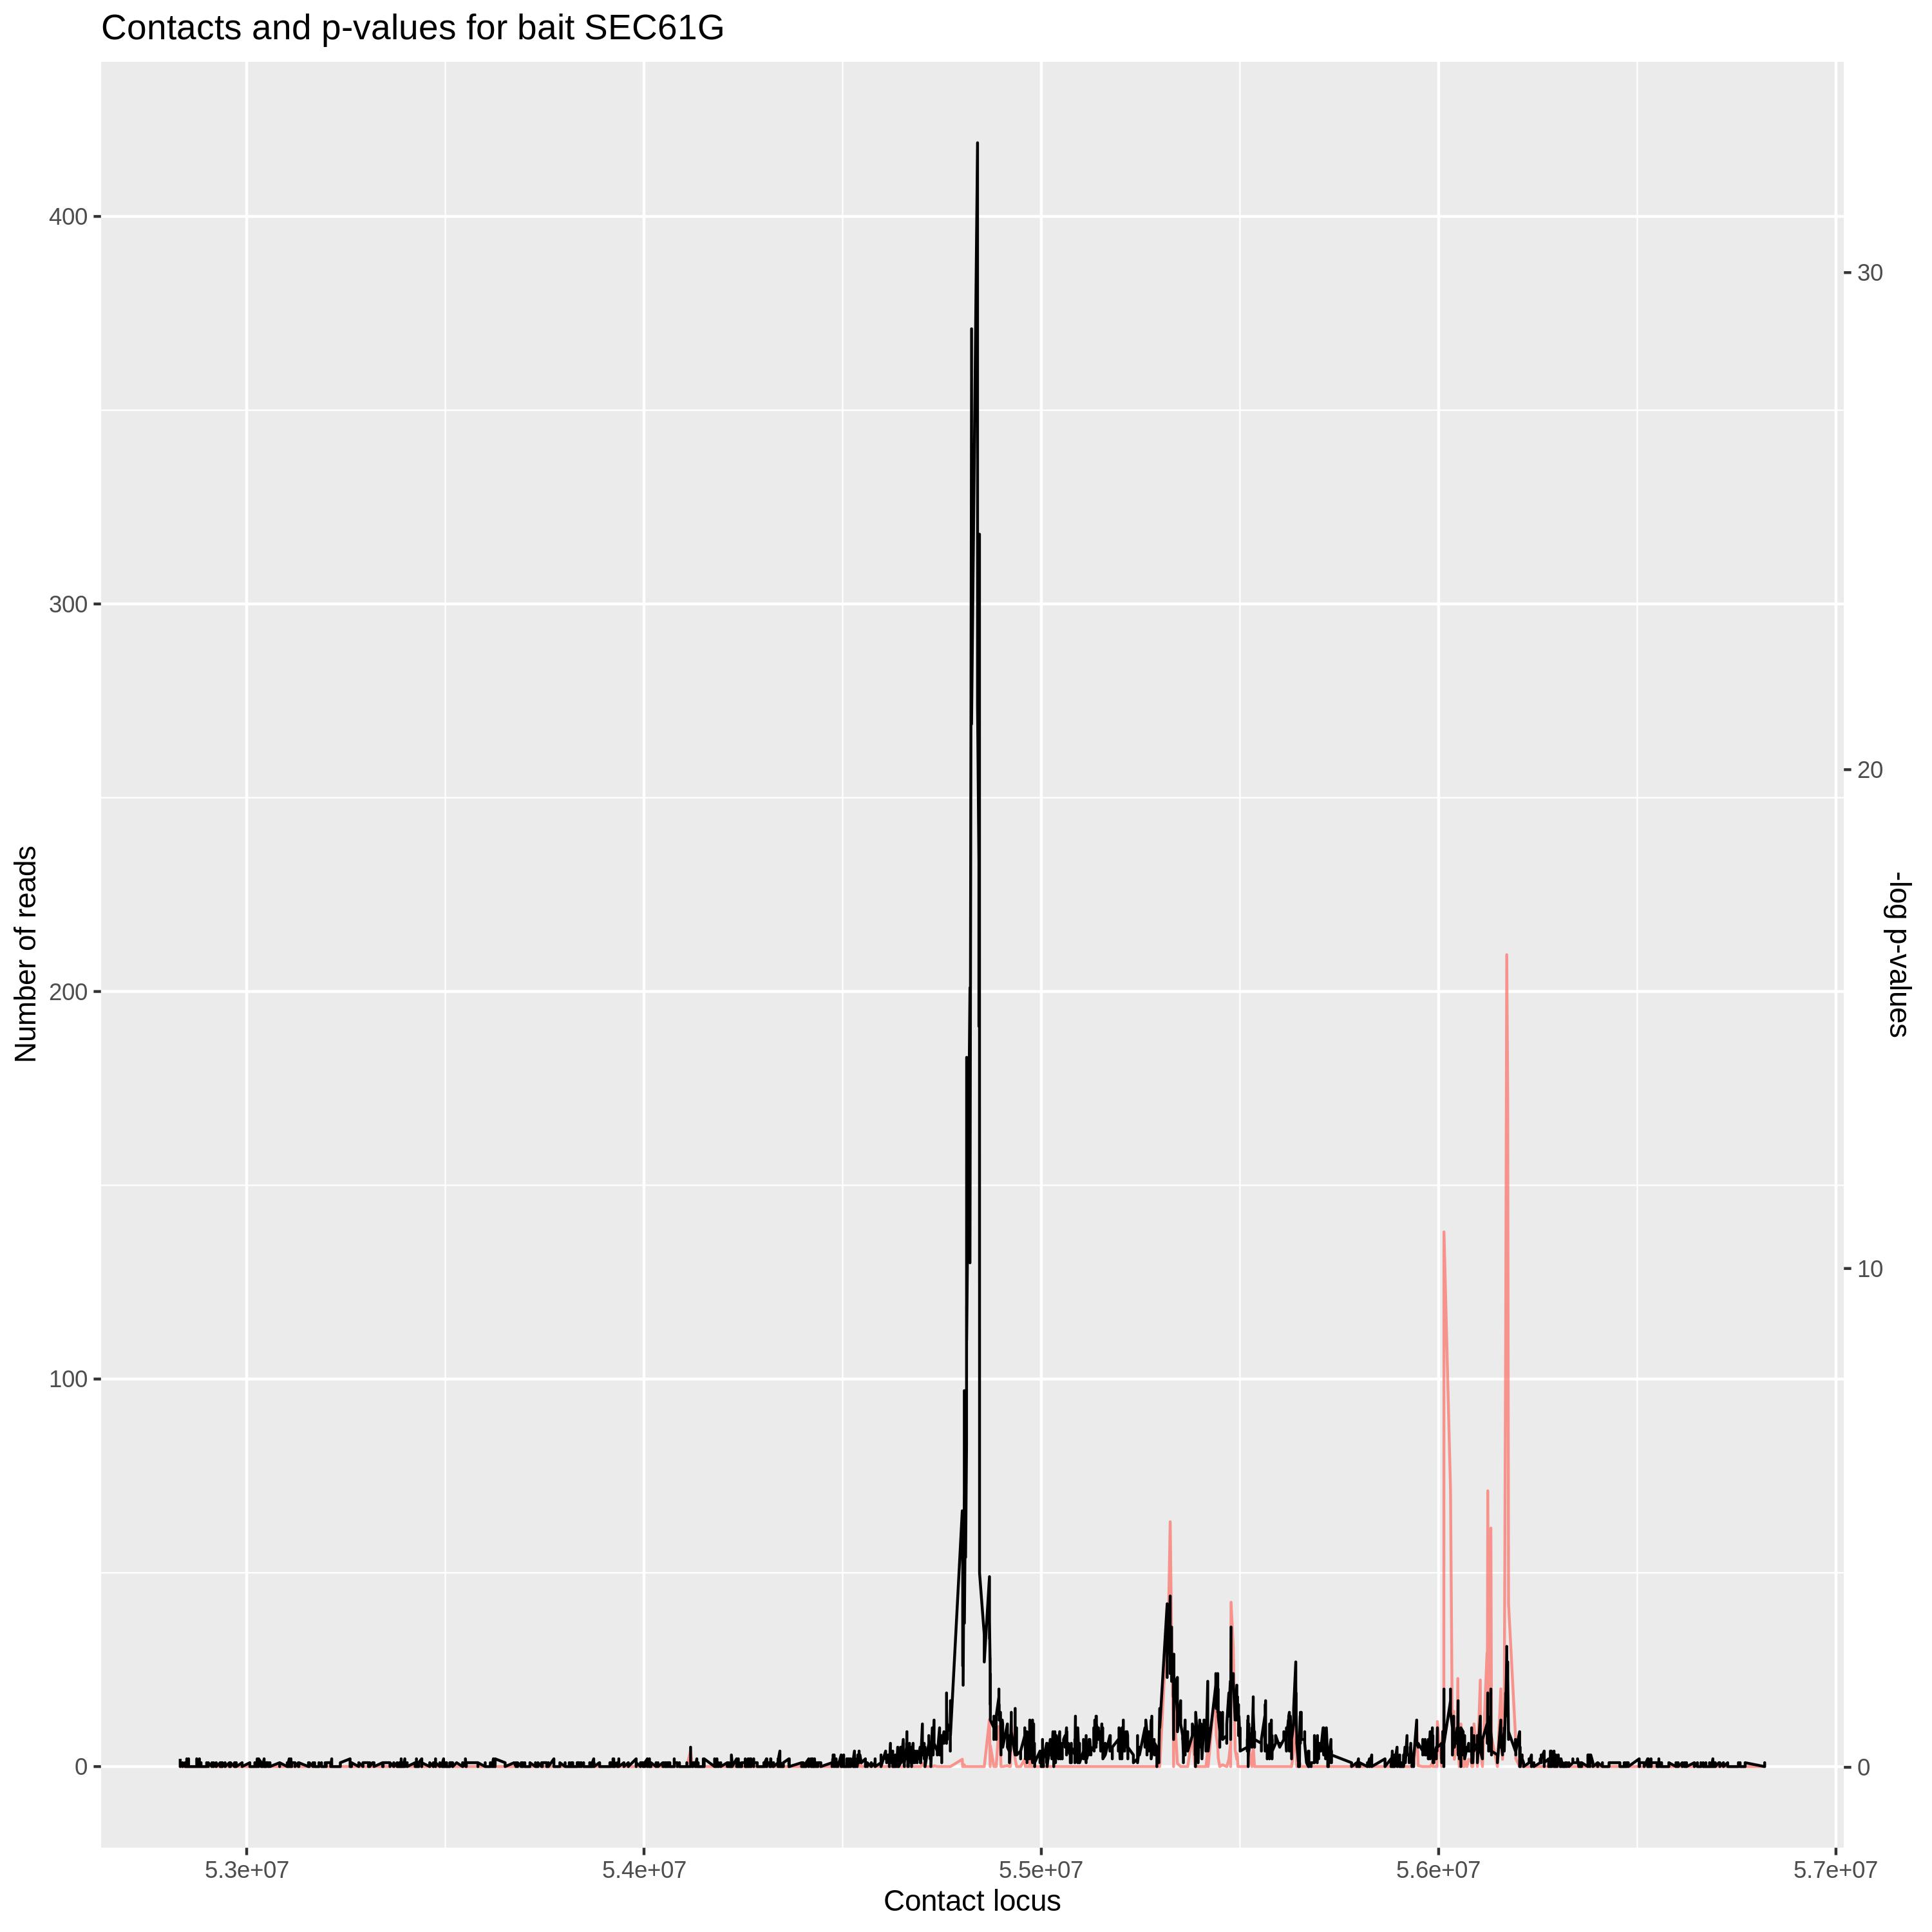 Contacts and p-values for bait SEC61G
400
300
200
100
0
Number of reads
30
20
10
0
-log p-values
5.3e+07 5.4e+07 5.5e+07 5.6e+07 5.7e+07
Contact locus